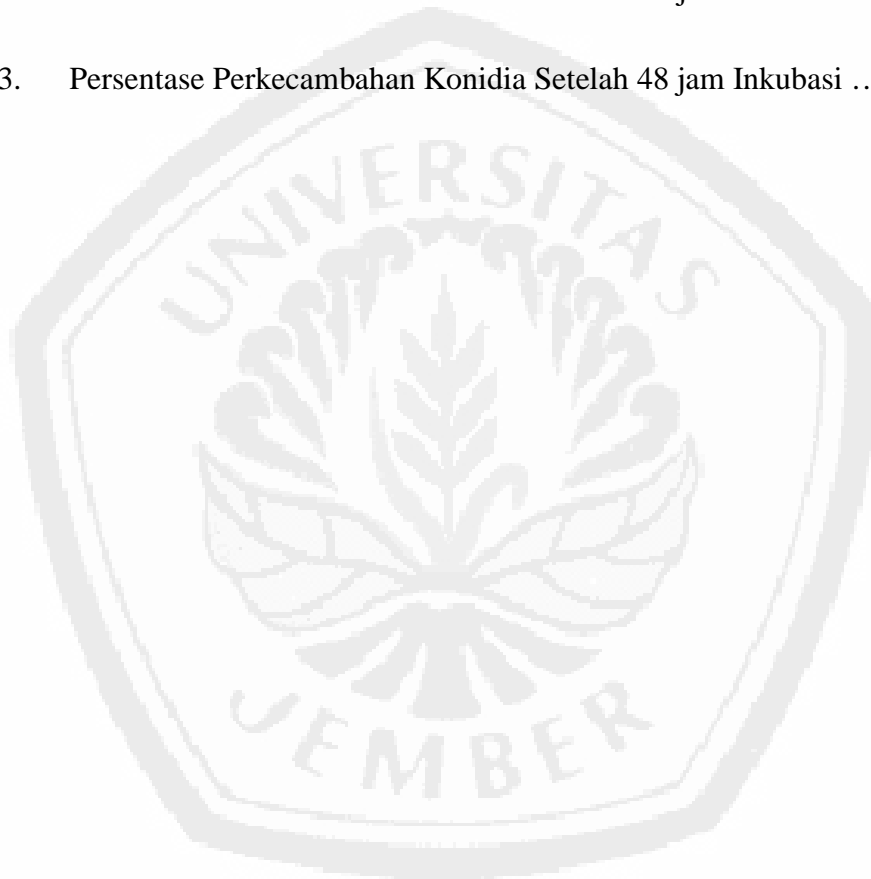 3. Persentase Perkecambahan Konidia Setelah 48 jam Inkubasi …
UNIVERSITAS
JEMBER